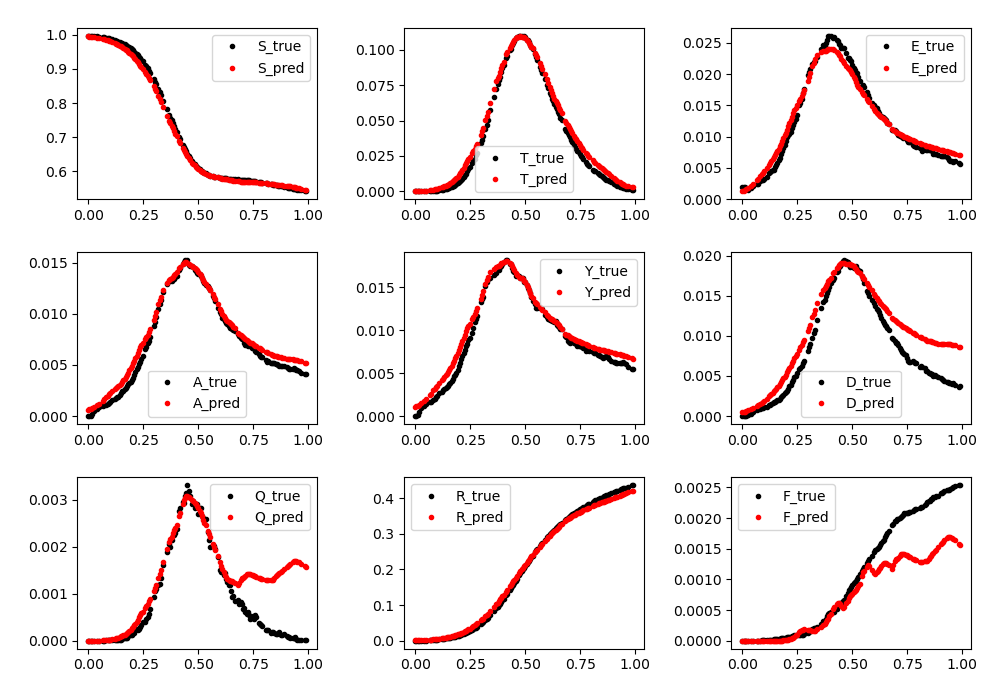 1.0
0.9
0.8
0.7
0.6
0.00 0.25 0.50 0.75 1.00
S_true
S_pred
0.100
0.075
0.050
0.025
0.000
0.00 0.25 0.50 0.75 1.00
T_true
T_pred
0.025
0.020
0.015
0.010
0.005
0.000
0.00 0.25 0.50 0.75 1.00
E_true
E_pred
0.015
0.010
0.005
0.000
0.00 0.25 0.50 0.75 1.00
A_true
A_pred
0.015
0.010
0.005
0.000
0.00 0.25 0.50 0.75 1.00
Y_true
Y_pred
0.020
0.015
0.010
0.005
0.000
0.00 0.25 0.50 0.75 1.00
D_true
D_pred
0.003
0.002
0.001
0.000
0.00 0.25 0.50 0.75 1.00
Q_true
Q_pred
0.4
0.3
0.2
0.1
0.0
0.00 0.25 0.50 0.75 1.00
R_true
R_pred
0.0025
0.0020
0.0015
0.0010
0.0005
0.0000
0.00 0.25 0.50 0.75 1.00
F_true
F_pred